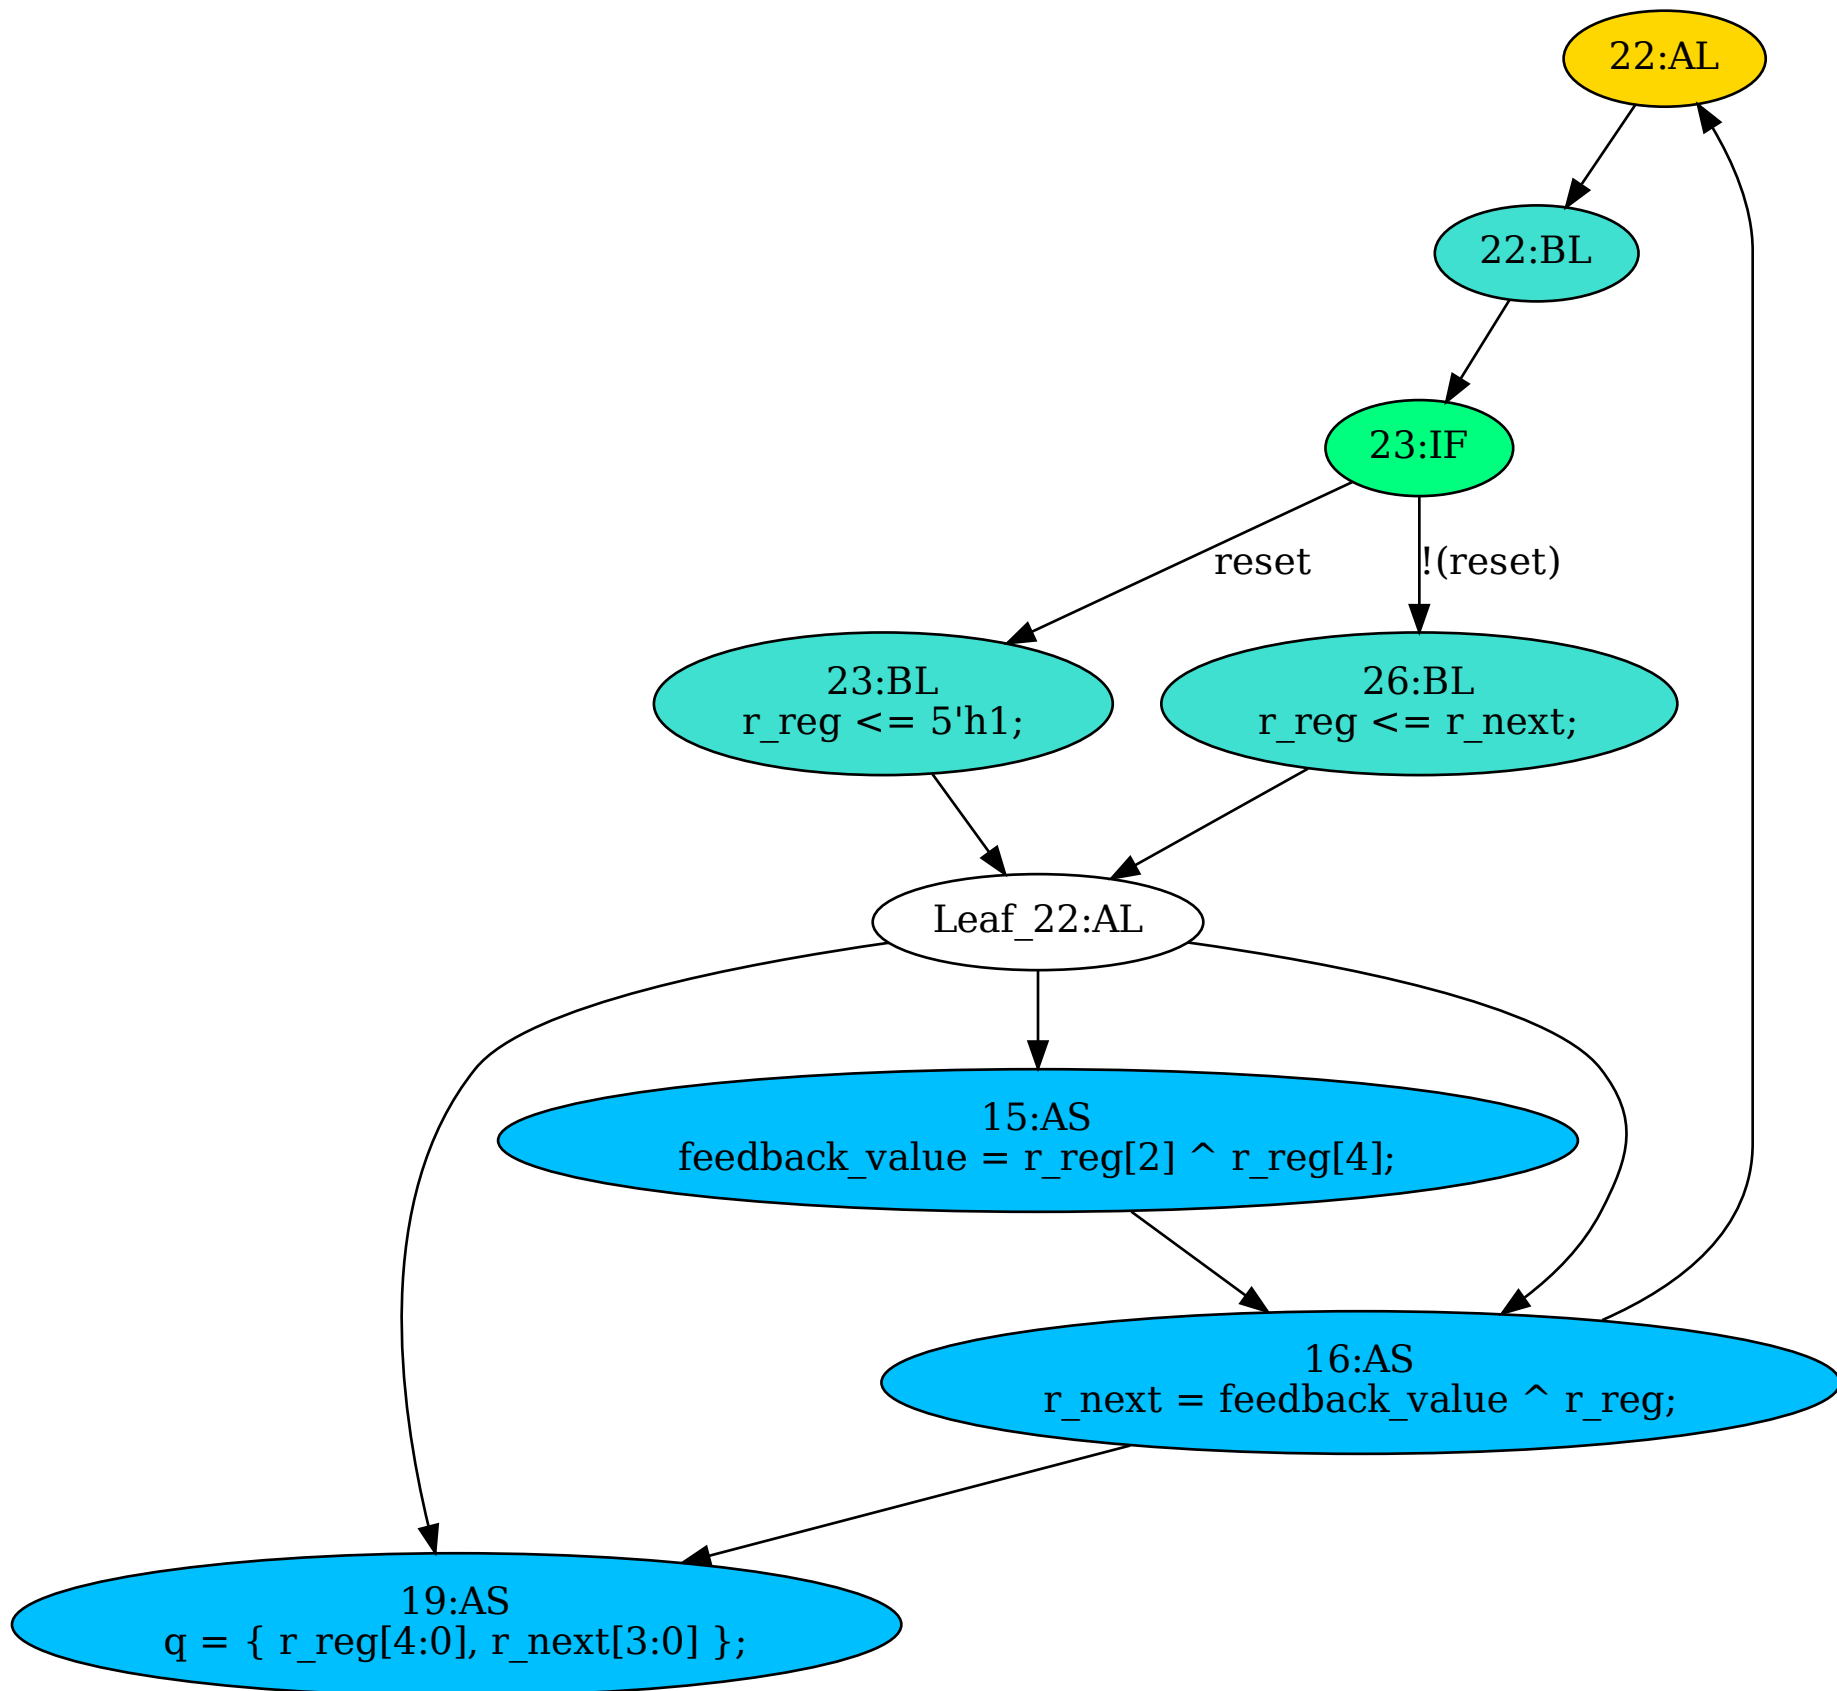 22:AL
22:BL
23:IF
reset
!(reset)
23:BL
r_reg <= 5'h1;
26:BL
r_reg <= r_next;
Leaf_22:AL
15:AS
feedback_value = r_reg[2] ^ r_reg[4];
16:AS
r_next = feedback_value ^ r_reg;
19:AS
q = { r_reg[4:0], r_next[3:0] };